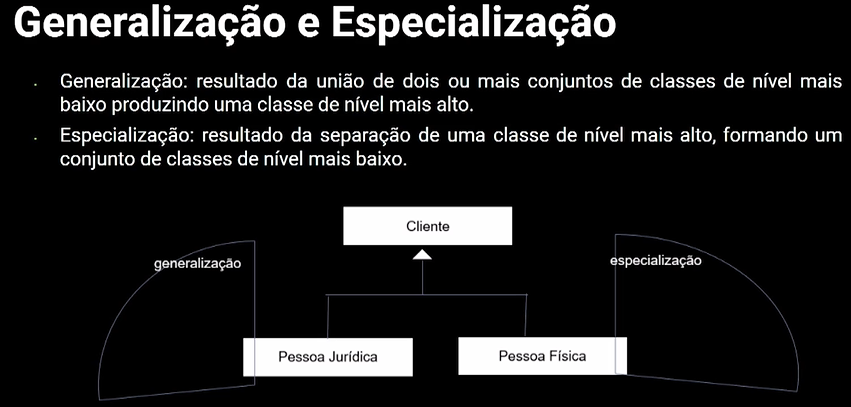 Generalização e Especialização
· Generalização: resultado da união de dois ou mais conjuntos de classes de nível mais
baixo produzindo uma classe de nível mais alto.
· Especialização: resultado da separação de uma classe de nível mais alto, formando um
conjunto de classes de nível mais baixo.
Cliente
generalização
especialização
Pessoa Jurídica
Pessoa Física